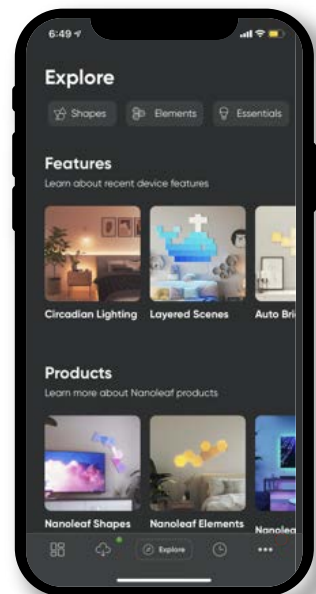 6:49
Explore
Shapes Elements Essentials
Features
Learn about recent device features
Circadian Lighting Layered Scenes Auto Bri
Products
Learn more about Nanoleaf products
Nanoleaf Shapes Nanoleaf Elements Nanolea
Explore